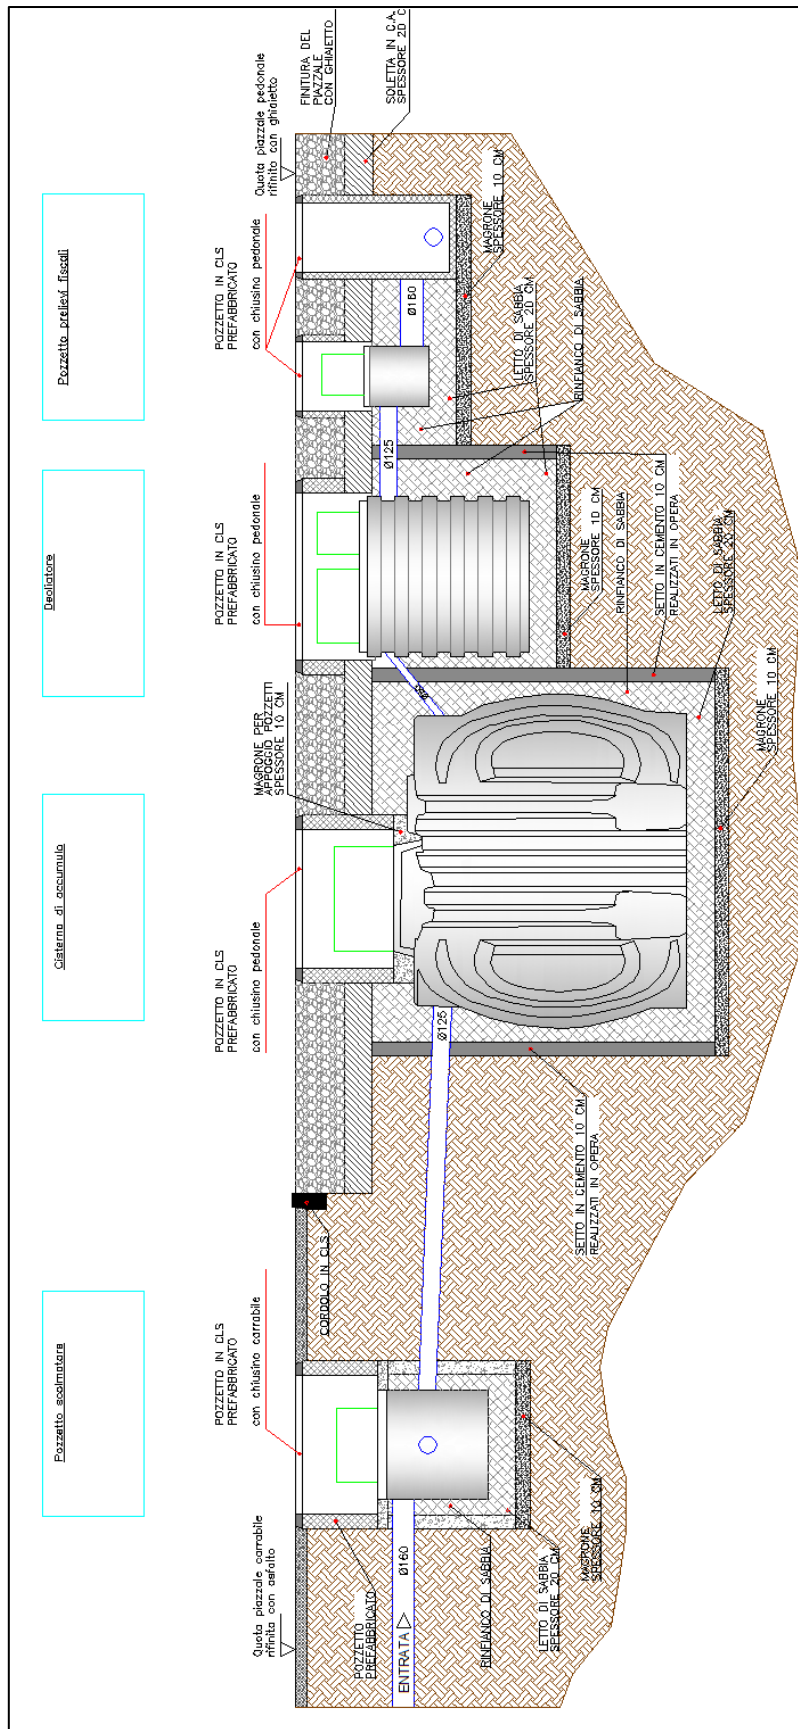 Pozzetto scolmatore
Cisterna di accumulo
Deoliatore
Pozzetto prelievi fiscali
Quota piazzale carrabile
rifinita con asfalto
POZZETTO IN CLS
PREFABBRICATO
con chiusino carrabile
POZZETTO IN CLS
PREFABBRICATO
con chiusino pedonale
POZZETTO IN CLS
PREFABBRICATO
con chiusino pedonale
POZZETTO IN CLS
PREFABBRICATO
con chiusino pedonale
Quota piazzale pedonale
rifinito con ghiaietto
FINITURA DEL
PIAZZALE
CON GHIAIETTO
SOLETTA IN C.A.
SPESSORE 20 C
CORDOLO IN CLS
MAGRONE PER
APPOGGIO POZZETTI
SPESSORE 10 CM
POZZETTO
PREFABBRICATO
ENTRATA
Ø160
Ø125
Ø125
Ø160
RINFIANCO DI SABBIA
LETTO DI SABBIA
SPESSORE 20 CM
MAGRONE
SPESSORE 10 CM
SETTO IN CEMENTO 10 CM
REALIZZATI IN OPERA
MAGRONE
SPESSORE 10 CM
LETTO DI SABBIA
SPESSORE 20 CM
SETTO IN CEMENTO 10 CM
REALIZZATI IN OPERA
RINFIANCO DI SABBIA
MAGRONE
SPESSORE 10 CM
RINFIANCO DI SABBIA
LETTO DI SABBIA
SPESSORE 20 CM
MAGRONE
SPESSORE 10 CM